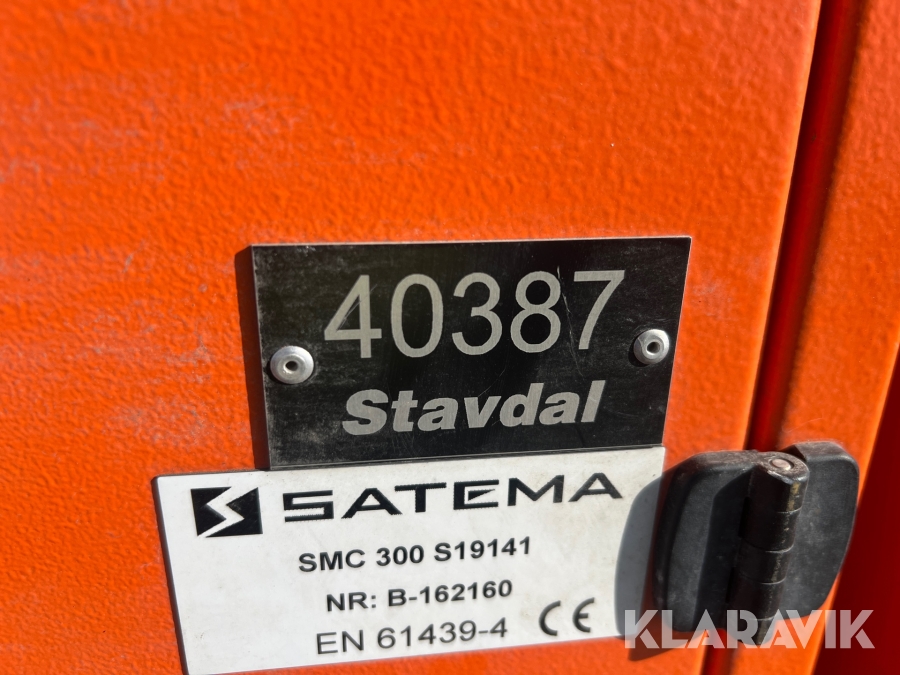 40387
Stavdal
SATEMA
SMC 300 S19141
NR: B-162160
EN 61439-4 CE
KLARAVIK